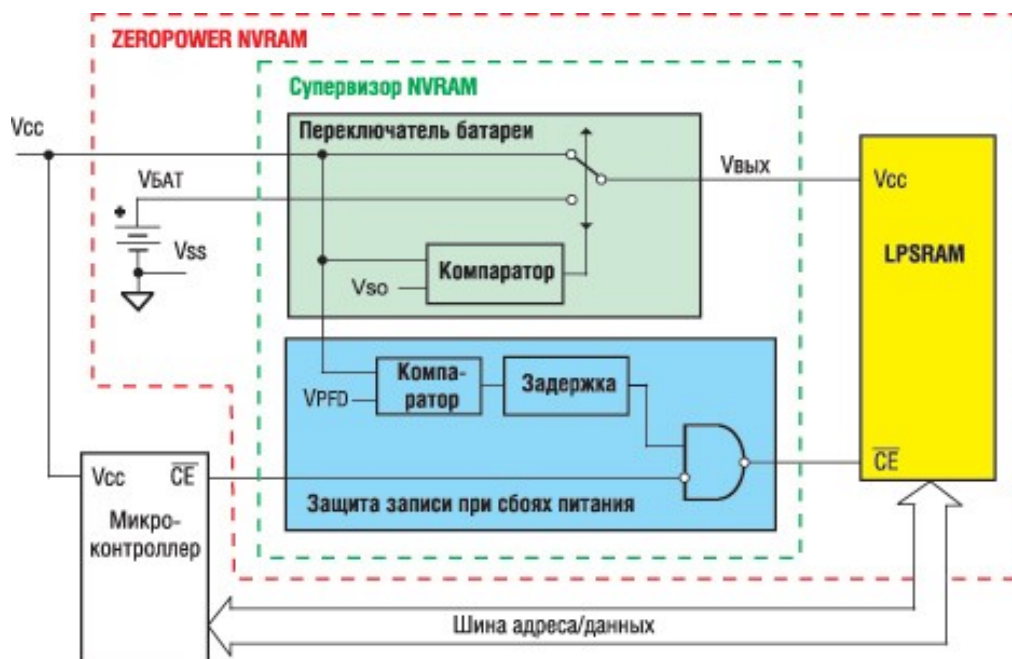 ZEROPOWER NVRAM
Супервизор NVRAM
Переключатель батареи
Vcc
VБАТ
Vвых
Vcc
+
Vss
LPSRAM
Компаратор
Vso
Компа-
ратор
Задержка
VPFD
CE
Vcc
CE
Защита записи при сбоях питания
Микро-
контроллер
Шина адреса/данных